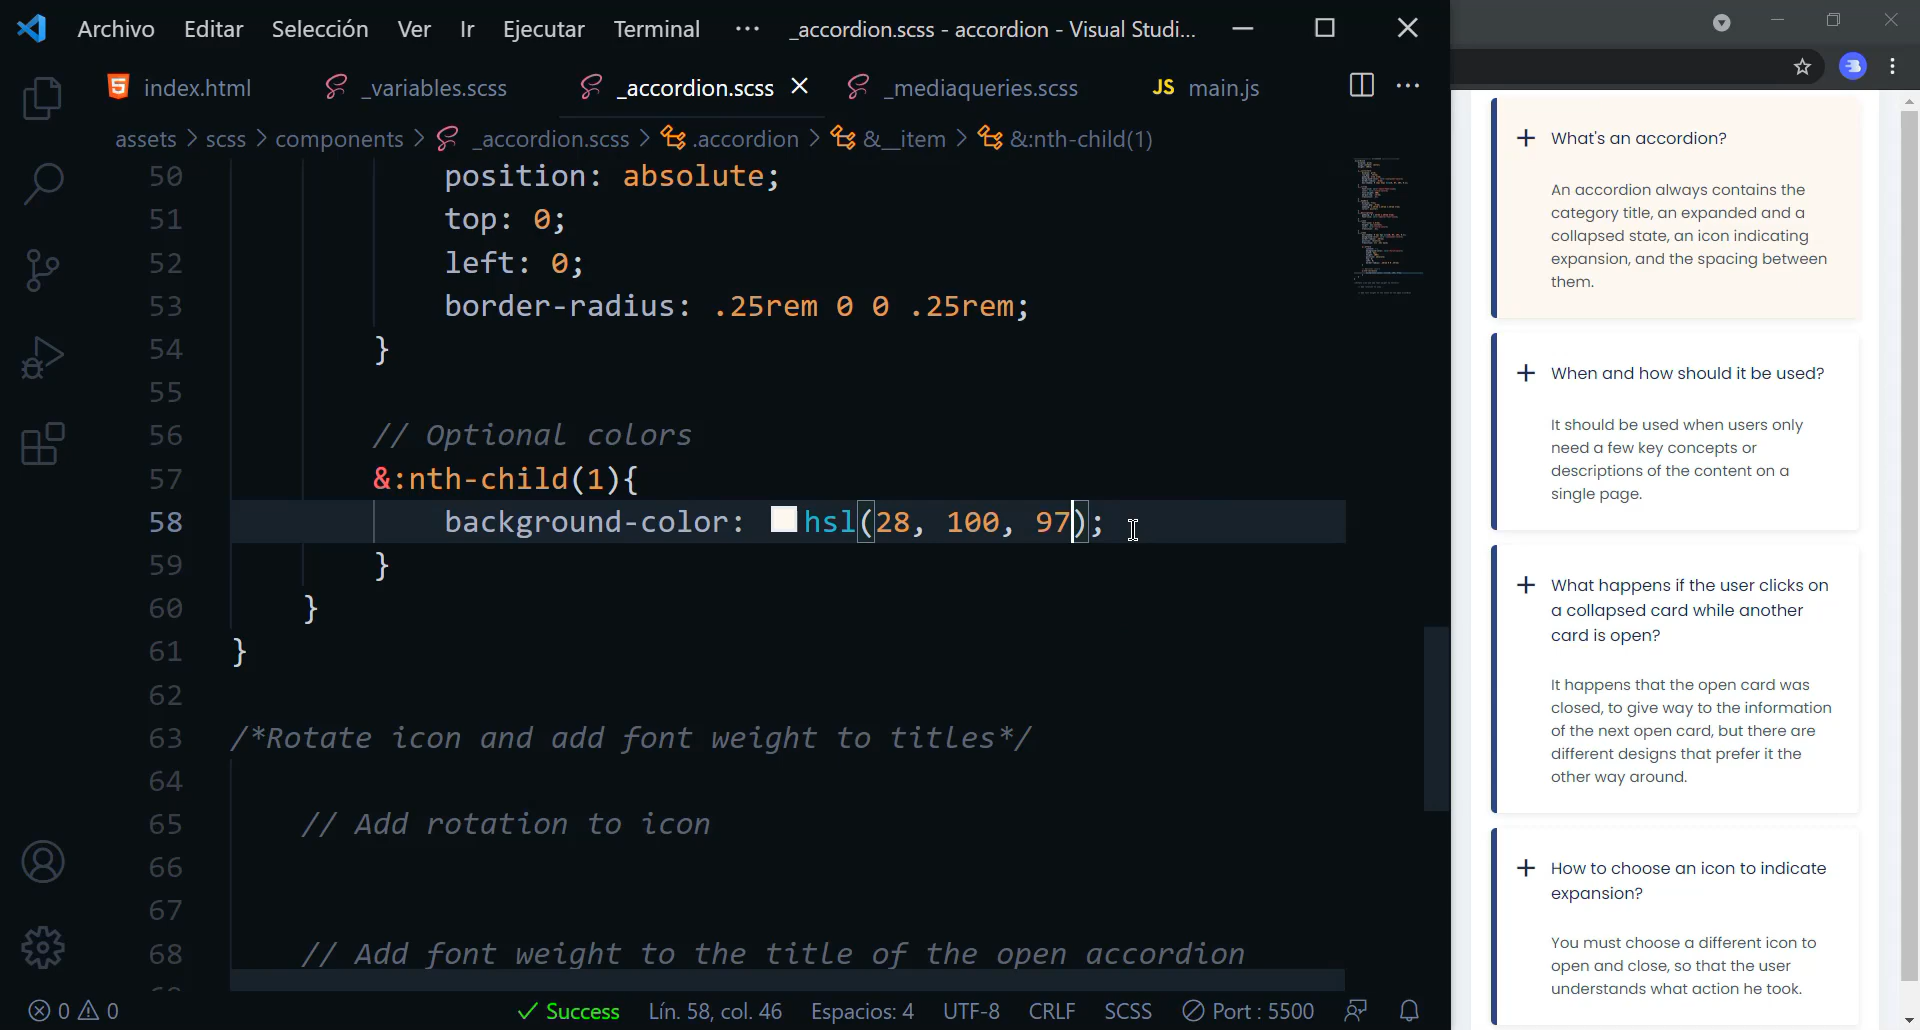 Archivo Editar Selección Ver Ir Ejecutar Terminal ··· _accordion.scss - accordion - Visual Studi...
index.html _variables.scss _accordion.scss _mediaqueries.scss JS main.js
assets > scss > components > _accordion.scss > .accordion > &__item > &:nth-child(1)
50 position: absolute;
51 top: 0;
52 left: 0;
53 border-radius: .25rem 0 0 .25rem;
54 }
55
56 // Optional colors
57 &:nth-child(1){
58 background-color: hsl(28, 100, 97);
59 }
60 }
61 }
62
63 /*Rotate icon and add font weight to titles*/
64
65 // Add rotation to icon
66
67
68 // Add font weight to the title of the open accordion
0 0 Success Lín. 58, col. 46 Espacios: 4 UTF-8 CRLF SCSS Port : 5500
What's an accordion?
An accordion always contains the
category title, an expanded and a
collapsed state, an icon indicating
expansion, and the spacing between
them.
When and how should it be used?
It should be used when users only
need a few key concepts or
descriptions of the content on a
single page.
What happens if the user clicks on
a collapsed card while another
card is open?
It happens that the open card was
closed, to give way to the information
of the next open card, but there are
different designs that prefer it the
other way around.
How to choose an icon to indicate
expansion?
You must choose a different icon to
open and close, so that the user
understands what action he took.